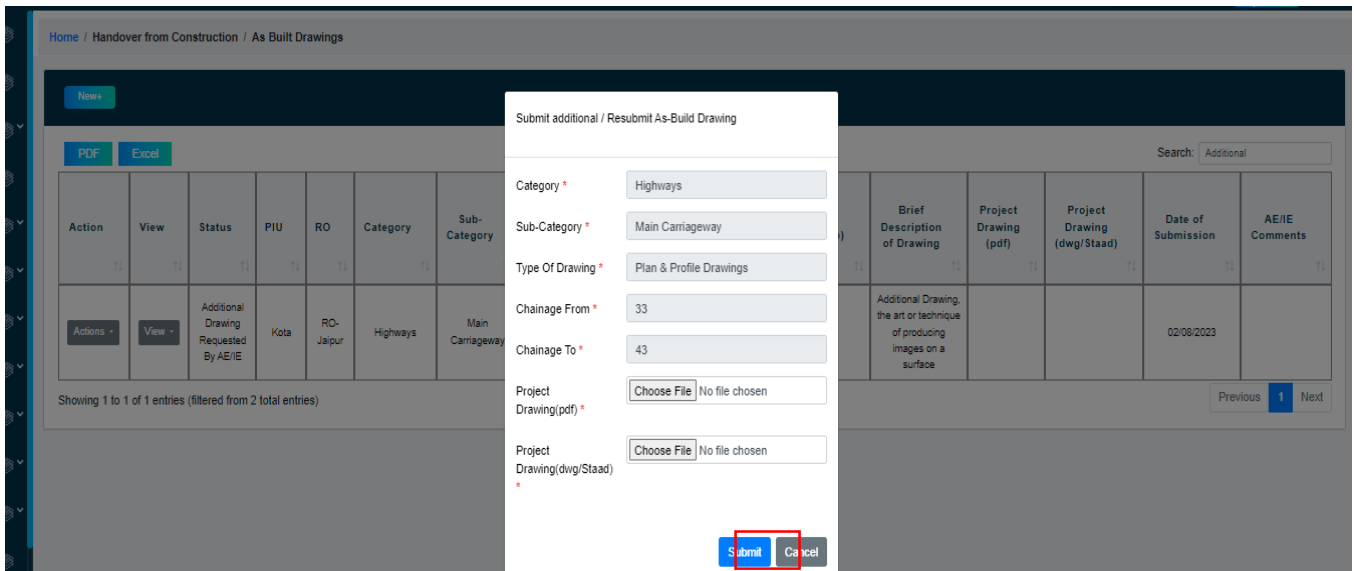 Home / Handover from Construction / As Built Drawings
New+
PDF Excel
Search: Additional
Action View Status PIU RO Category Sub-
Category
Brief
Description
of Drawing
Project
Drawing
(pdf)
Project
Drawing
(dwg/Staad)
Date of
Submission
AE/IE
Comments
Actions View
Additional
Drawing
Requested
By AE/IE
Kota
RO-
Jaipur
Highways
Main
Carriageway
Additional Drawing,
the art or technique
of producing
images on a
surface
02/08/2023
Showing 1 to 1 of 1 entries (filtered from 2 total entries)
Previous 1 Next
Submit additional / Resubmit As-Build Drawing
Category * Highways
Sub-Category * Main Carriageway
Type Of Drawing * Plan & Profile Drawings
Chainage From * 33
Chainage To * 43
Project
Drawing(pdf) *
Choose File No file chosen
Project
Drawing(dwg/Staad)
*
Choose File No file chosen
Submit Cancel